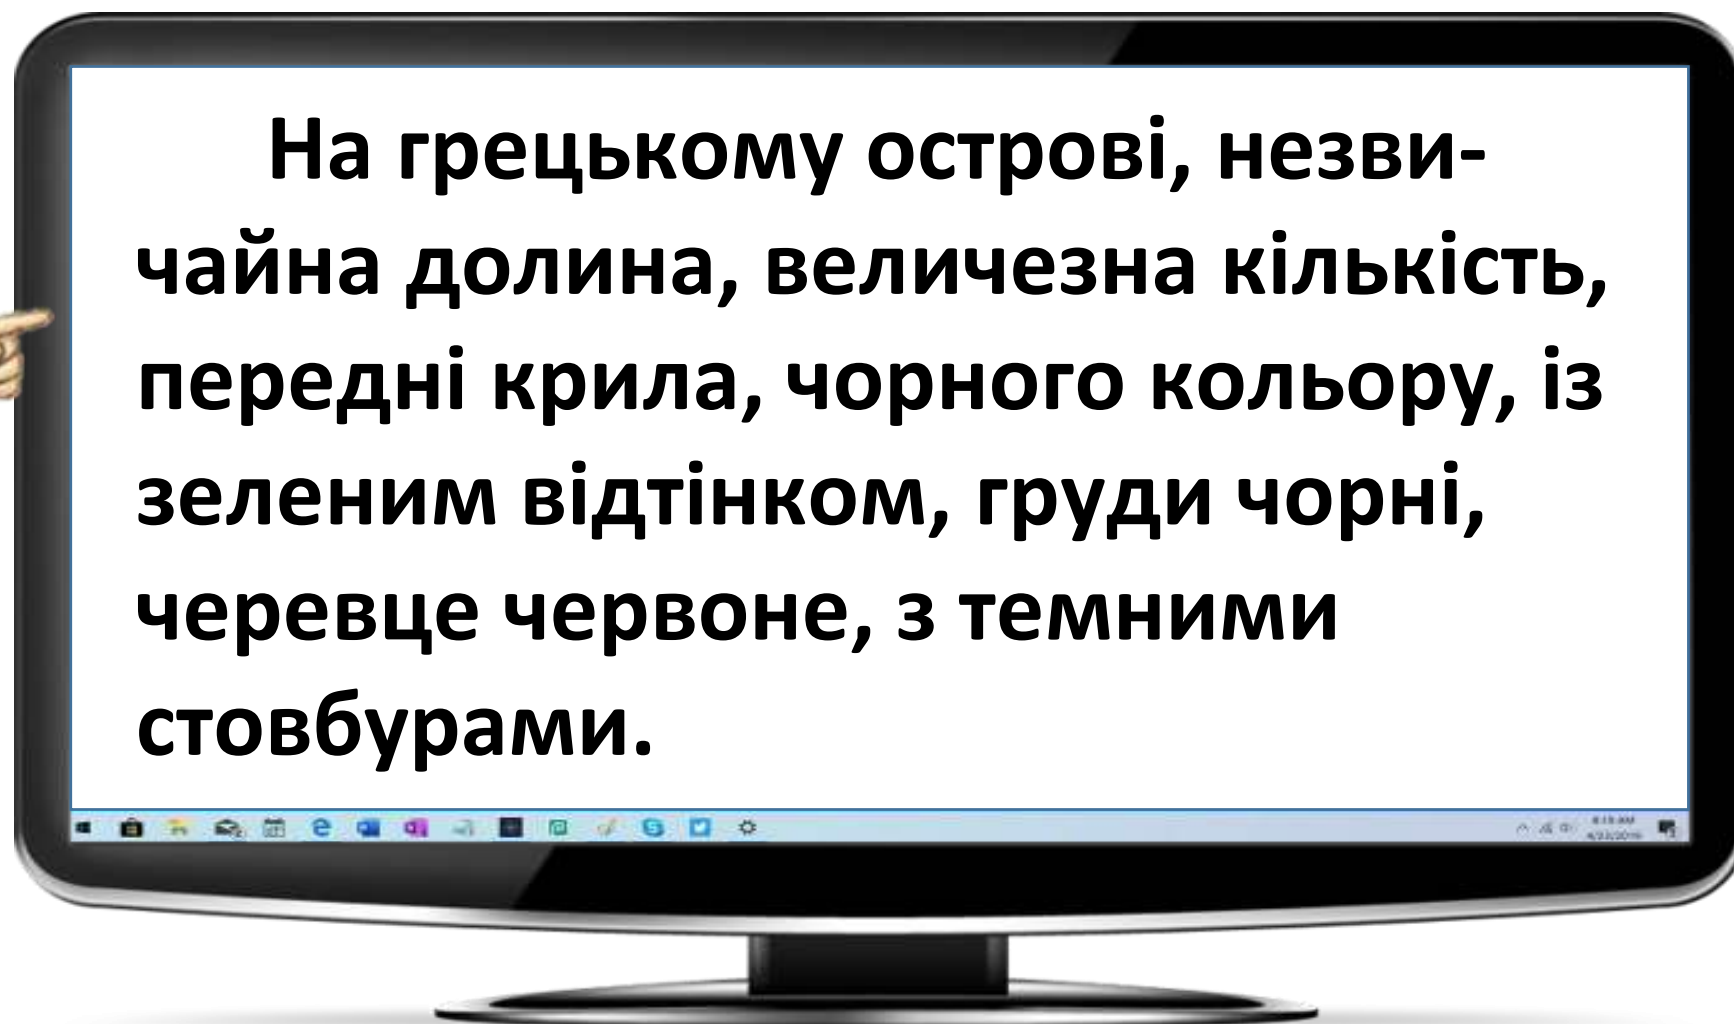 На грецькому острові, незви-
чайна долина, величезна кількість,
передні крила, чорного кольору, із
зеленим відтінком, груди чорні,
черевце червоне, з темними
стовбурами.